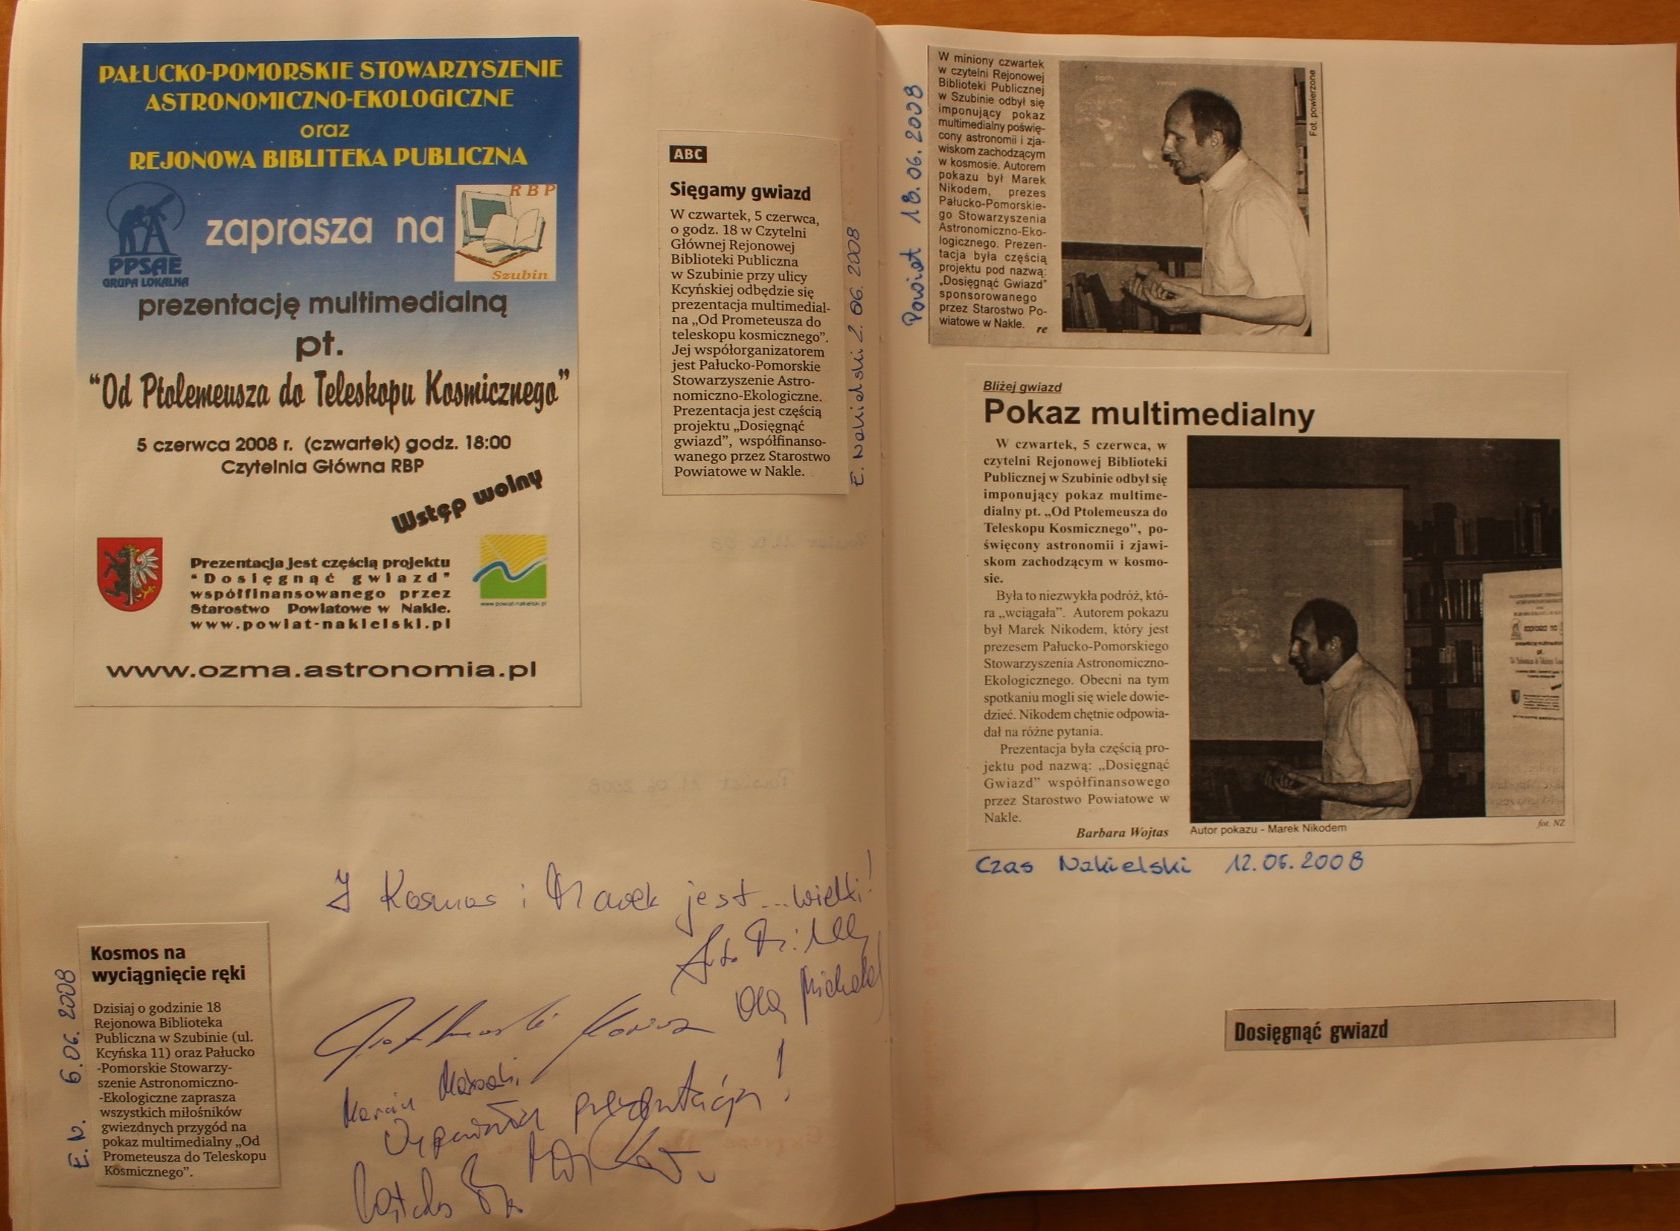 PAŁUCKO-POMORSKIE STOWARZYSZENIE
ASTRONOMICZNO-EKOLOGICZNE
oraz
REJONOWA BIBLITEKA PUBLICZNA
PPSAE
GRUPA LOKALNA
zaprasza na
RBP
Szubin
prezentację multimedialną
pt.
"Od Ptolemeusza do Teleskopu Kosmicznego"
5 czerwca 2008 r. (czwartek) godz. 18:00
Czytelnia Główna RBP
Wstęp wolny
Prezentacja jest częścią projektu
"Dosięgnąć gwiazd"
współfinansowanego przez
Starostwo Powiatowe w Nakle.
www.powiat-nakielski.pl
www.powiat-nakielski.pl
www.ozma.astronomia.pl
ABC
Sięgamy gwiazd
W czwartek, 5 czerwca,
o godz. 18 w Czytelni
Głównej Rejonowej
Biblioteki Publiczna
w Szubinie przy ulicy
Kcyńskiej odbędzie się
prezentacja multimedial-
na „Od Prometeusza do
teleskopu kosmicznego”.
Jej współorganizatorem
jest Pałucko-Pomorskie
Stowarzyszenie Astro-
nomiczno-Ekologiczne.
Prezentacja jest częścią
projektu „Dosięgnąć
gwiazd”, współfinanso-
wanego przez Starostwo
Powiatowe w Nakle.
E. Nakielski 2.06.2008
Kosmos na
wyciągnięcie ręki
Dzisiaj o godzinie 18
Rejonowa Biblioteka
Publiczna w Szubinie (ul.
Kcyńska 11) oraz Pałucko
-Pomorskie Stowarzy-
szenie Astronomiczno-
-Ekologiczne zaprasza
wszystkich miłośników
gwiezdnych przygód na
pokaz multimedialny „Od
Prometeusza do Teleskopu
Kosmicznego”.
E.N. 6.06.2008
I Kosmos i Marek jest...wielki!
Marcin
prezentacja!
W miniony czwartek
w czytelni Rejonowej
Biblioteki Publicznej
w Szubinie odbył się
imponujący pokaz
multimedialny poświę-
cony astronomii i zja-
wiskom zachodzącym
w kosmosie. Autorem
pokazu był Marek
Nikodem, prezes
Pałucko-Pomorskie-
go Stowarzyszenia
Astronomiczno-Eko-
logicznego. Prezen-
tacja była częścią
projektu pod nazwą:
„Dosięgnąć Gwiazd”
sponsorowanego
przez Starostwo Po-
wiatowe w Nakle. re
Fot. powierzone
Powiat 18.06.2008
Bliżej gwiazd
Pokaz multimedialny
W czwartek, 5 czerwca, w
czytelni Rejonowej Biblioteki
Publicznej w Szubinie odbył się
imponujący pokaz multime-
dialny pt. „Od Ptolemeusza do
Teleskopu Kosmicznego”, po-
święcony astronomii i zjawi-
skom zachodzącym w kosmo-
sie.
Była to niezwykła podróż, któ-
ra „wciągała”. Autorem pokazu
był Marek Nikodem, który jest
prezesem Pałucko-Pomorskiego
Stowarzyszenia Astronomiczno-
Ekologicznego. Obecni na tym
spotkaniu mogli się wiele dowie-
dzieć. Nikodem chętnie odpowia-
dał na różne pytania.
Prezentacja była częścią pro-
jektu pod nazwą: „Dosięgnąć
Gwiazd” współfinansowego
przez Starostwo Powiatowe w
Nakle.
Barbara Wojtas
Autor pokazu - Marek Nikodem
fot. NZ
Czas Nakielski 12.06.2008
Dosięgnąć gwiazd